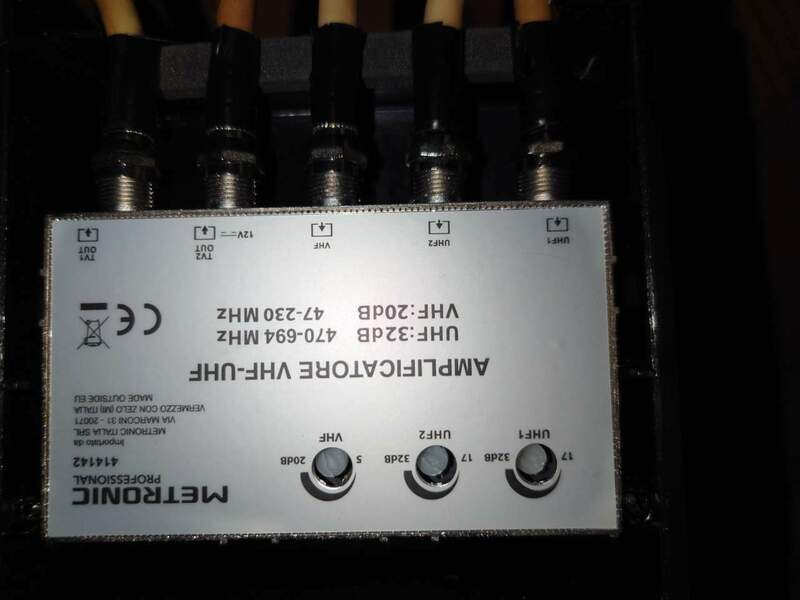 METRONIC
PROFESSIONAL
414142
Importato da
METRONIC ITALIA SRL
VIA MARCONI 31 - 20071
VERMEZZO CON ZELO (MI) ITALIA
MADE OUTSIDE EU
UHF1
17 32dB
UHF2
17 32dB
VHF
5 20dB
AMPLIFICATORE VHF-UHF
UHF:32dB 470-694 MHz
VHF:20dB 47-230 MHz
CE
UHF1
UHF2
VHF
12V
TV2
OUT
TV1
OUT